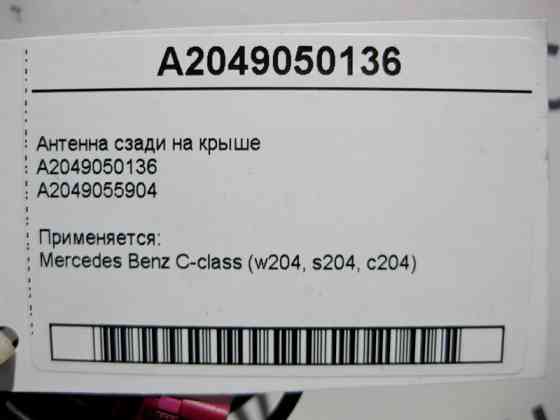 A2049050136
Антенна сзади на крыше
A2049050136
A2049055904
Применяется:
Mercedes Benz C-class (w204, s204, c204)